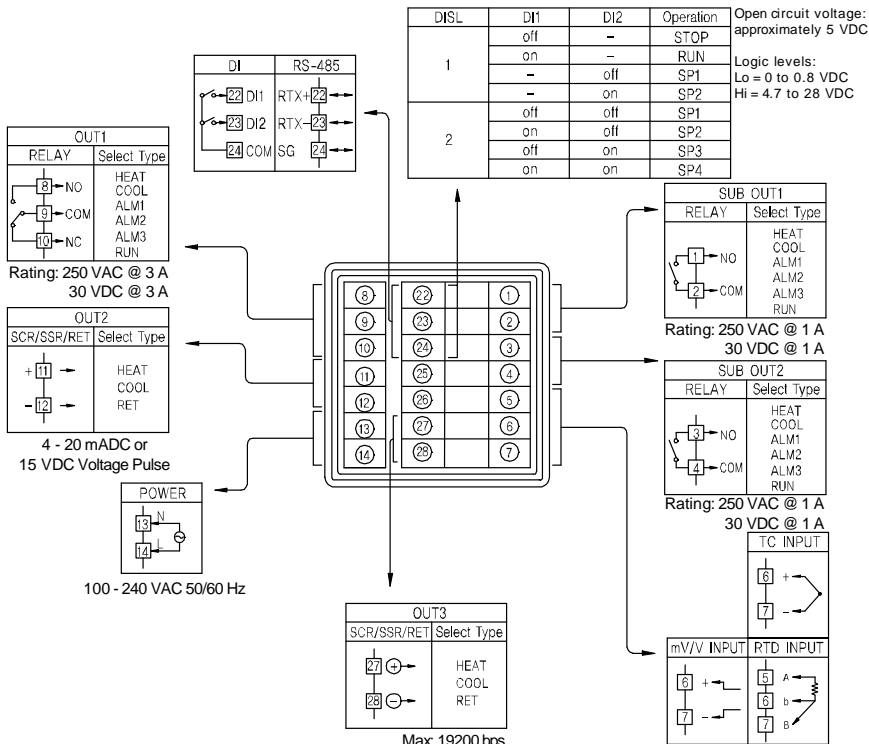 DISL DI1 DI2 Operation
1 off – STOP
on – RUN
– off SP1
– on SP2
2 off off SP1
on off SP2
off on SP3
on on SP4
Open circuit voltage:
approximately 5 VDC
Logic levels:
Lo = 0 to 0.8 VDC
Hi = 4.7 to 28 VDC
DI RS-485
22 DI1 RTX+ 22
23 DI2 RTX- 23
24 COM SG 24
OUT1
RELAY Select Type
8 NO
9 COM
10 NC
HEAT
COOL
ALM1
ALM2
ALM3
RUN
Rating: 250 VAC @ 3 A
30 VDC @ 3 A
OUT2
SCR/SSR/RET Select Type
+ 11
- 12
HEAT
COOL
RET
4 - 20 mADC or
15 VDC Voltage Pulse
POWER
13 N
14 L
100 - 240 VAC 50/60 Hz
8 22 1
9 23 2
10 24 3
11 25 4
12 26 5
13 27 6
14 28 7
SUB OUT1
RELAY Select Type
1 NO
2 COM
HEAT
COOL
ALM1
ALM2
ALM3
RUN
Rating: 250 VAC @ 1 A
30 VDC @ 1 A
SUB OUT2
RELAY Select Type
3 NO
4 COM
HEAT
COOL
ALM1
ALM2
ALM3
RUN
Rating: 250 VAC @ 1 A
30 VDC @ 1 A
OUT3
SCR/SSR/RET Select Type
27 +
28 -
HEAT
COOL
RET
Max: 19200 bps
TC INPUT
6 +
7 -
mV/V INPUT RTD INPUT
6 +
7 -
5 A
6 b
7 B